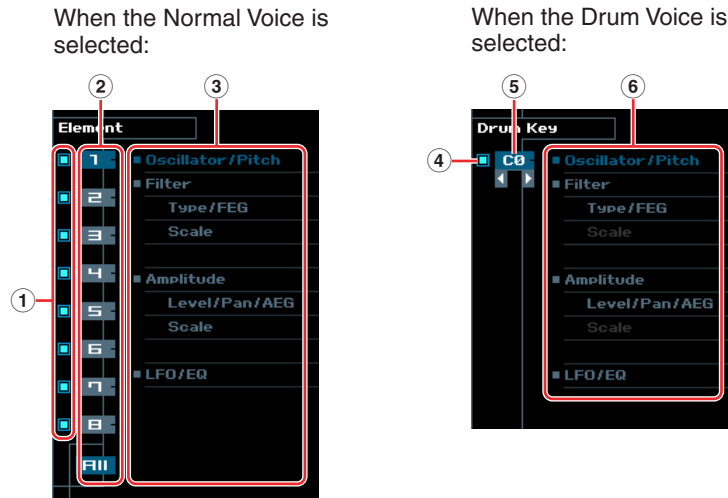 When the Normal Voice is
selected:
② ③
Element
①
1
2
3
4
5
6
7
8
All
Oscillator/Pitch
Filter
Type/FEG
Scale
Amplitude
Level/Pan/AEG
Scale
LFO/EQ
When the Drum Voice is
selected:
⑤ ⑥
Drum Key
④
C0
Oscillator/Pitch
Filter
Type/FEG
Scale
Amplitude
Level/Pan/AEG
Scale
LFO/EQ